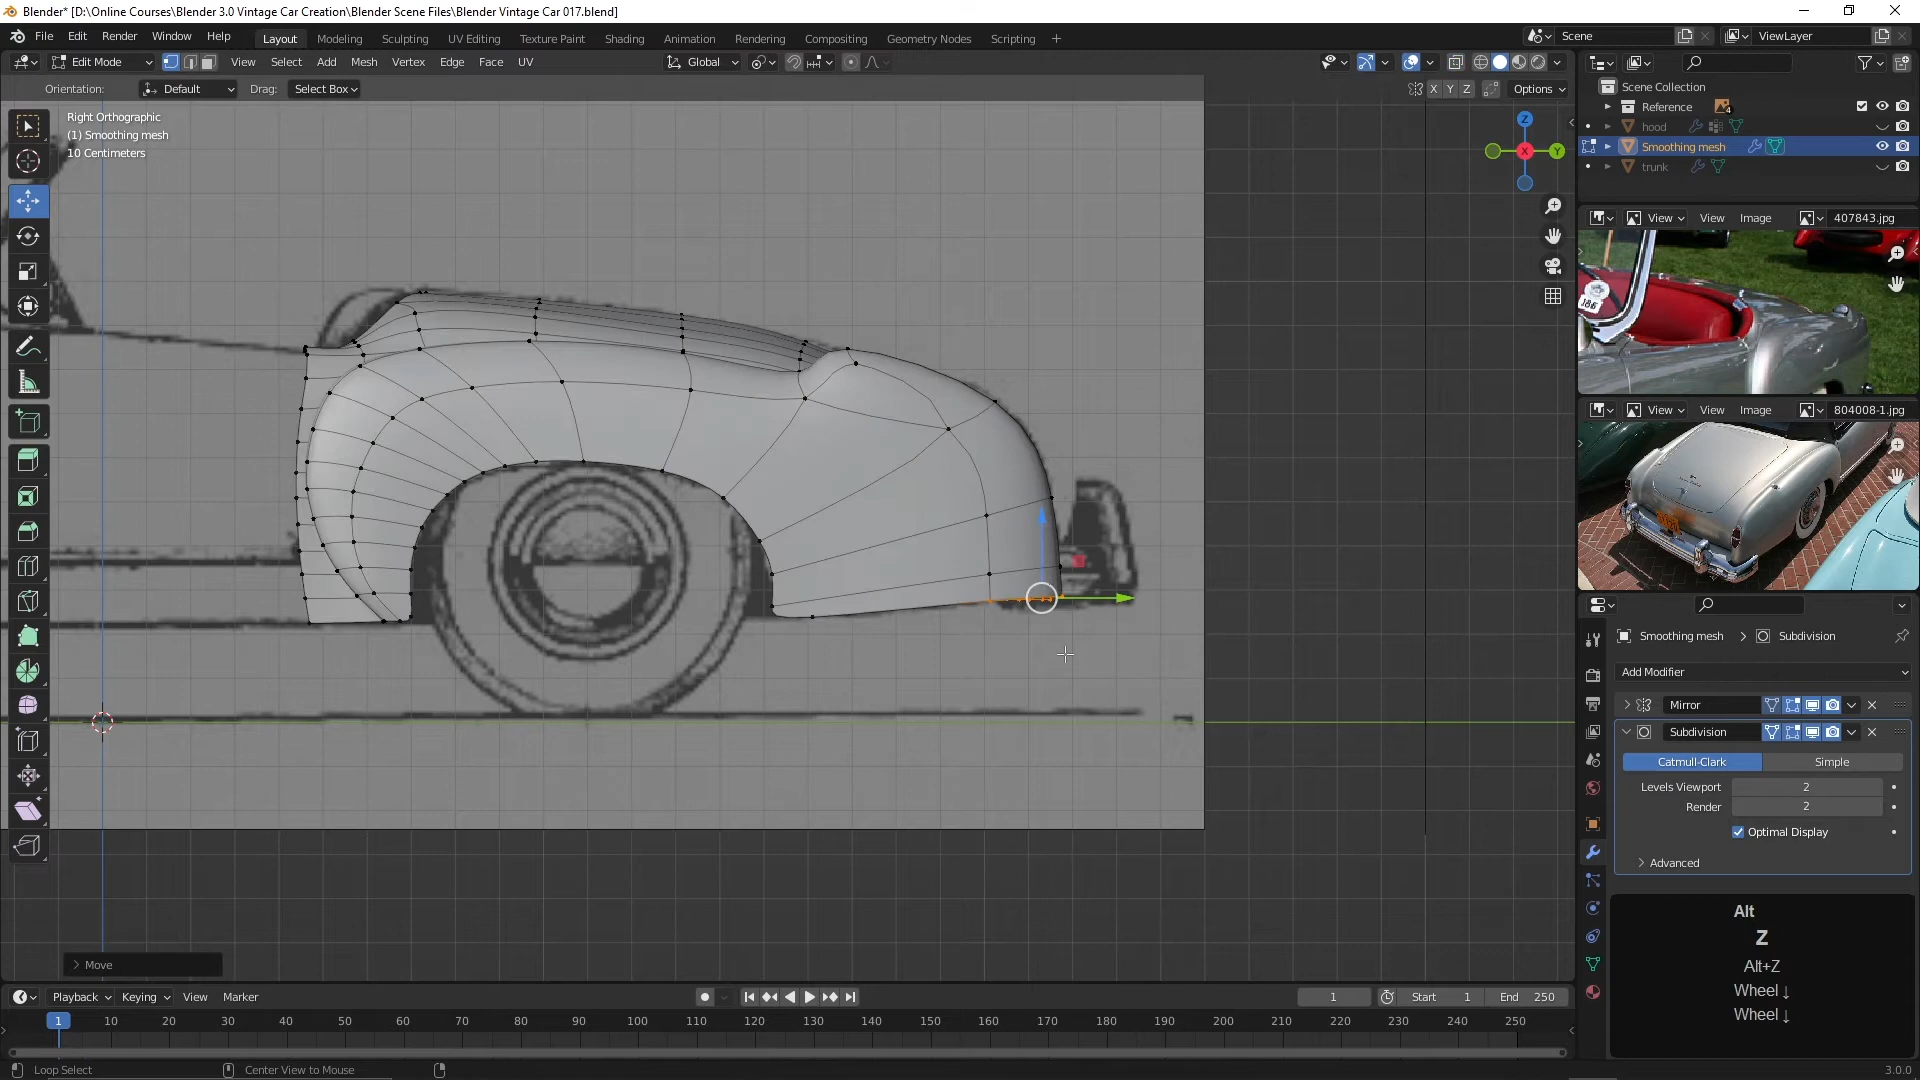 Blender* [D:\Online Courses\Blender 3.0 Vintage Car Creation\Blender Scene Files\Blender Vintage Car 017.blend]
File Edit Render Window Help
Layout Modeling Sculpting UV Editing Texture Paint Shading Animation Rendering Compositing Geometry Nodes Scripting +
Scene
ViewLayer
Edit Mode View Select Add Mesh Vertex Edge Face UV
Global
Orientation: Default Drag: Select Box
X Y Z Options
Right Orthographic
(1) Smoothing mesh
10 Centimeters
Z
X
Y
Scene Collection
Reference
4
hood
Smoothing mesh
trunk
View View Image 407843.jpg
186
View View Image 804008-1.jpg
Smoothing mesh > Subdivision
Add Modifier
Mirror
Subdivision
Catmull-Clark Simple
Levels Viewport 2
Render 2
Optimal Display
Advanced
Alt
Z
Alt+Z
Wheel ↓
Wheel ↓
Move
Playback Keying View Marker
1 Start 1 End 250
1 10 20 30 40 50 60 70 80 90 100 110 120 130 140 150 160 170 180 190 200 210 220 230 240 250
Loop Select Center View to Mouse 3.0.0